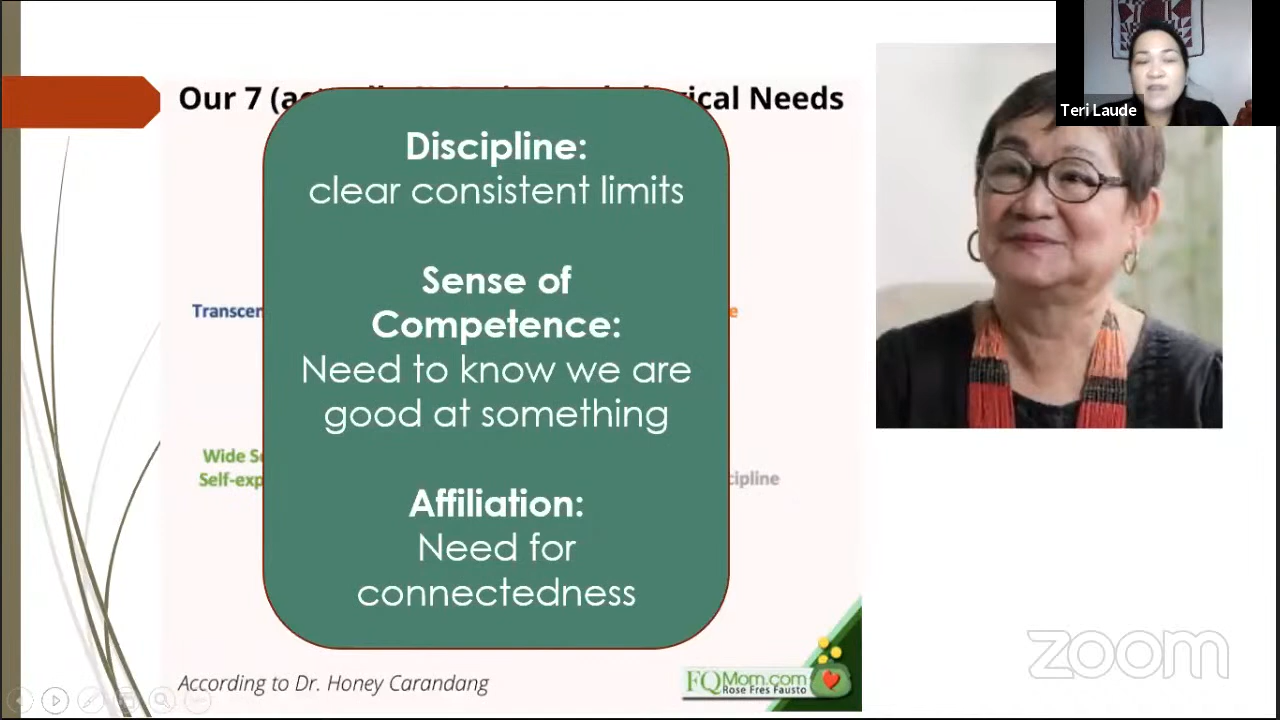 Teri Laude
Our 7 (ac ical Needs
Discipline:
clear consistent limits
Sense of
Competence:
Need to know we are
good at something
Affiliation:
Need for
connectedness
Transcen
Wide Se
Self-exp
cipline
According to Dr. Honey Carandang
FQMom.com
Rose Fres Fausto
zoom